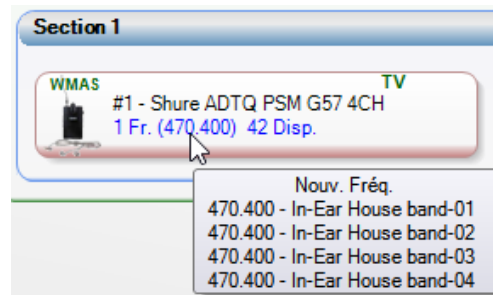 Section 1
WMAS
TV
#1 - Shure ADTQ PSM G57 4CH
1 Fr. (470.400) 42 Disp.
Nouv. Fréq.
470.400 - In-Ear House band-01
470.400 - In-Ear House band-02
470.400 - In-Ear House band-03
470.400 - In-Ear House band-04